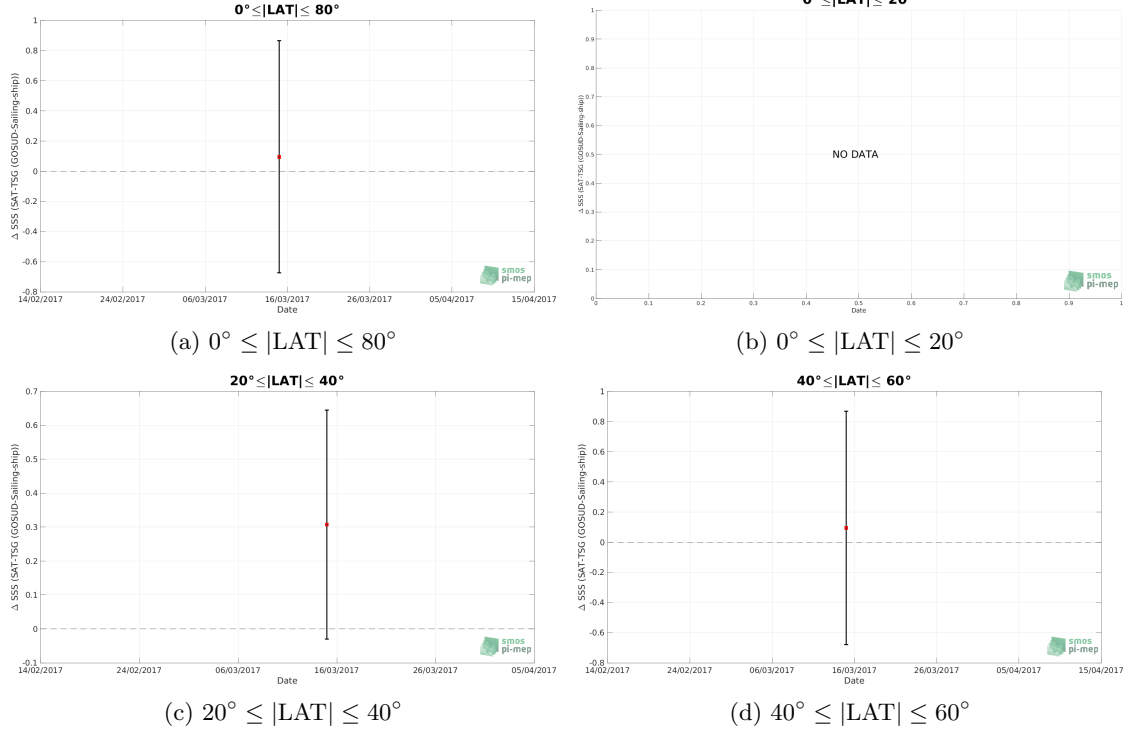 0°≤|LAT|≤ 80°
Δ SSS (SAT-TSG (GOSUD-Sailing-ship))
1
0.8
0.6
0.4
0.2
0
-0.2
-0.4
-0.6
-0.8
14/02/2017 24/02/2017 06/03/2017 16/03/2017 26/03/2017 05/04/2017 15/04/2017
Date
smos
pi-mep
(a) 0° ≤ |LAT| ≤ 80°
0° ≤|LAT|≤ 20°
Δ SSS (SAT-TSG (GOSUD-Sailing-ship))
1
0.9
0.8
0.7
0.6
0.5
0.4
0.3
0.2
0.1
0
NO DATA
0 0.1 0.2 0.3 0.4 0.5 0.6 0.7 0.8 0.9 1
Date
smos
pi-mep
(b) 0° ≤ |LAT| ≤ 20°
20°≤|LAT|≤ 40°
Δ SSS (SAT-TSG (GOSUD-Sailing-ship))
0.7
0.6
0.5
0.4
0.3
0.2
0.1
0
-0.1
14/02/2017 24/02/2017 06/03/2017 16/03/2017 26/03/2017 05/04/2017
Date
smos
pi-mep
(c) 20° ≤ |LAT| ≤ 40°
40°≤|LAT|≤ 60°
Δ SSS (SAT-TSG (GOSUD-Sailing-ship))
1
0.8
0.6
0.4
0.2
0
-0.2
-0.4
-0.6
-0.8
14/02/2017 24/02/2017 06/03/2017 16/03/2017 26/03/2017 05/04/2017 15/04/2017
Date
smos
pi-mep
(d) 40° ≤ |LAT| ≤ 60°